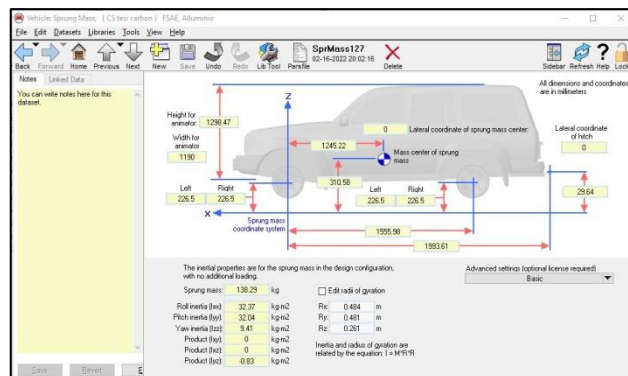 Vehicle: Sprung Mass; { CS tesi carbon } FSAE, Alluminio
File Edit Datasets Libraries Tools View Help
Back Forward Home Previous Next New Save Undo Redo Lib Tool Parsfile SprMass127 02-16-2022 20:02:16 Delete Sidebar Refresh Help Lock
Notes Linked Data
You can write notes here for this dataset.
All dimensions and coordinates are in millimeters
Height for animator
1298.47
Width for animator
1190
Z
0 Lateral coordinate of sprung mass center
Lateral coordinate of hitch
0
1245.22
Mass center of sprung mass
310.58
Left Right
226.5 226.5
Left Right
226.5 226.5
29.64
X
Sprung mass coordinate system
1555.98
1993.61
The inertial properties are for the sprung mass in the design configuration, with no additional loading.
Advanced settings (optional license required)
Basic
Sprung mass: 138.29 kg
Edit radii of gyration
Roll inertia (Ixx): 32.37 kg-m2
Rx: 0.484 m
Pitch inertia (Iyy): 32.04 kg-m2
Ry: 0.481 m
Yaw inertia (Izz): 9.41 kg-m2
Rz: 0.261 m
Product (Ixy): 0 kg-m2
Product (Ixz): 0 kg-m2
Product (Iyz): -0.83 kg-m2
Inertia and radius of gyration are related by the equation: I = M*R*R
Save Revert E